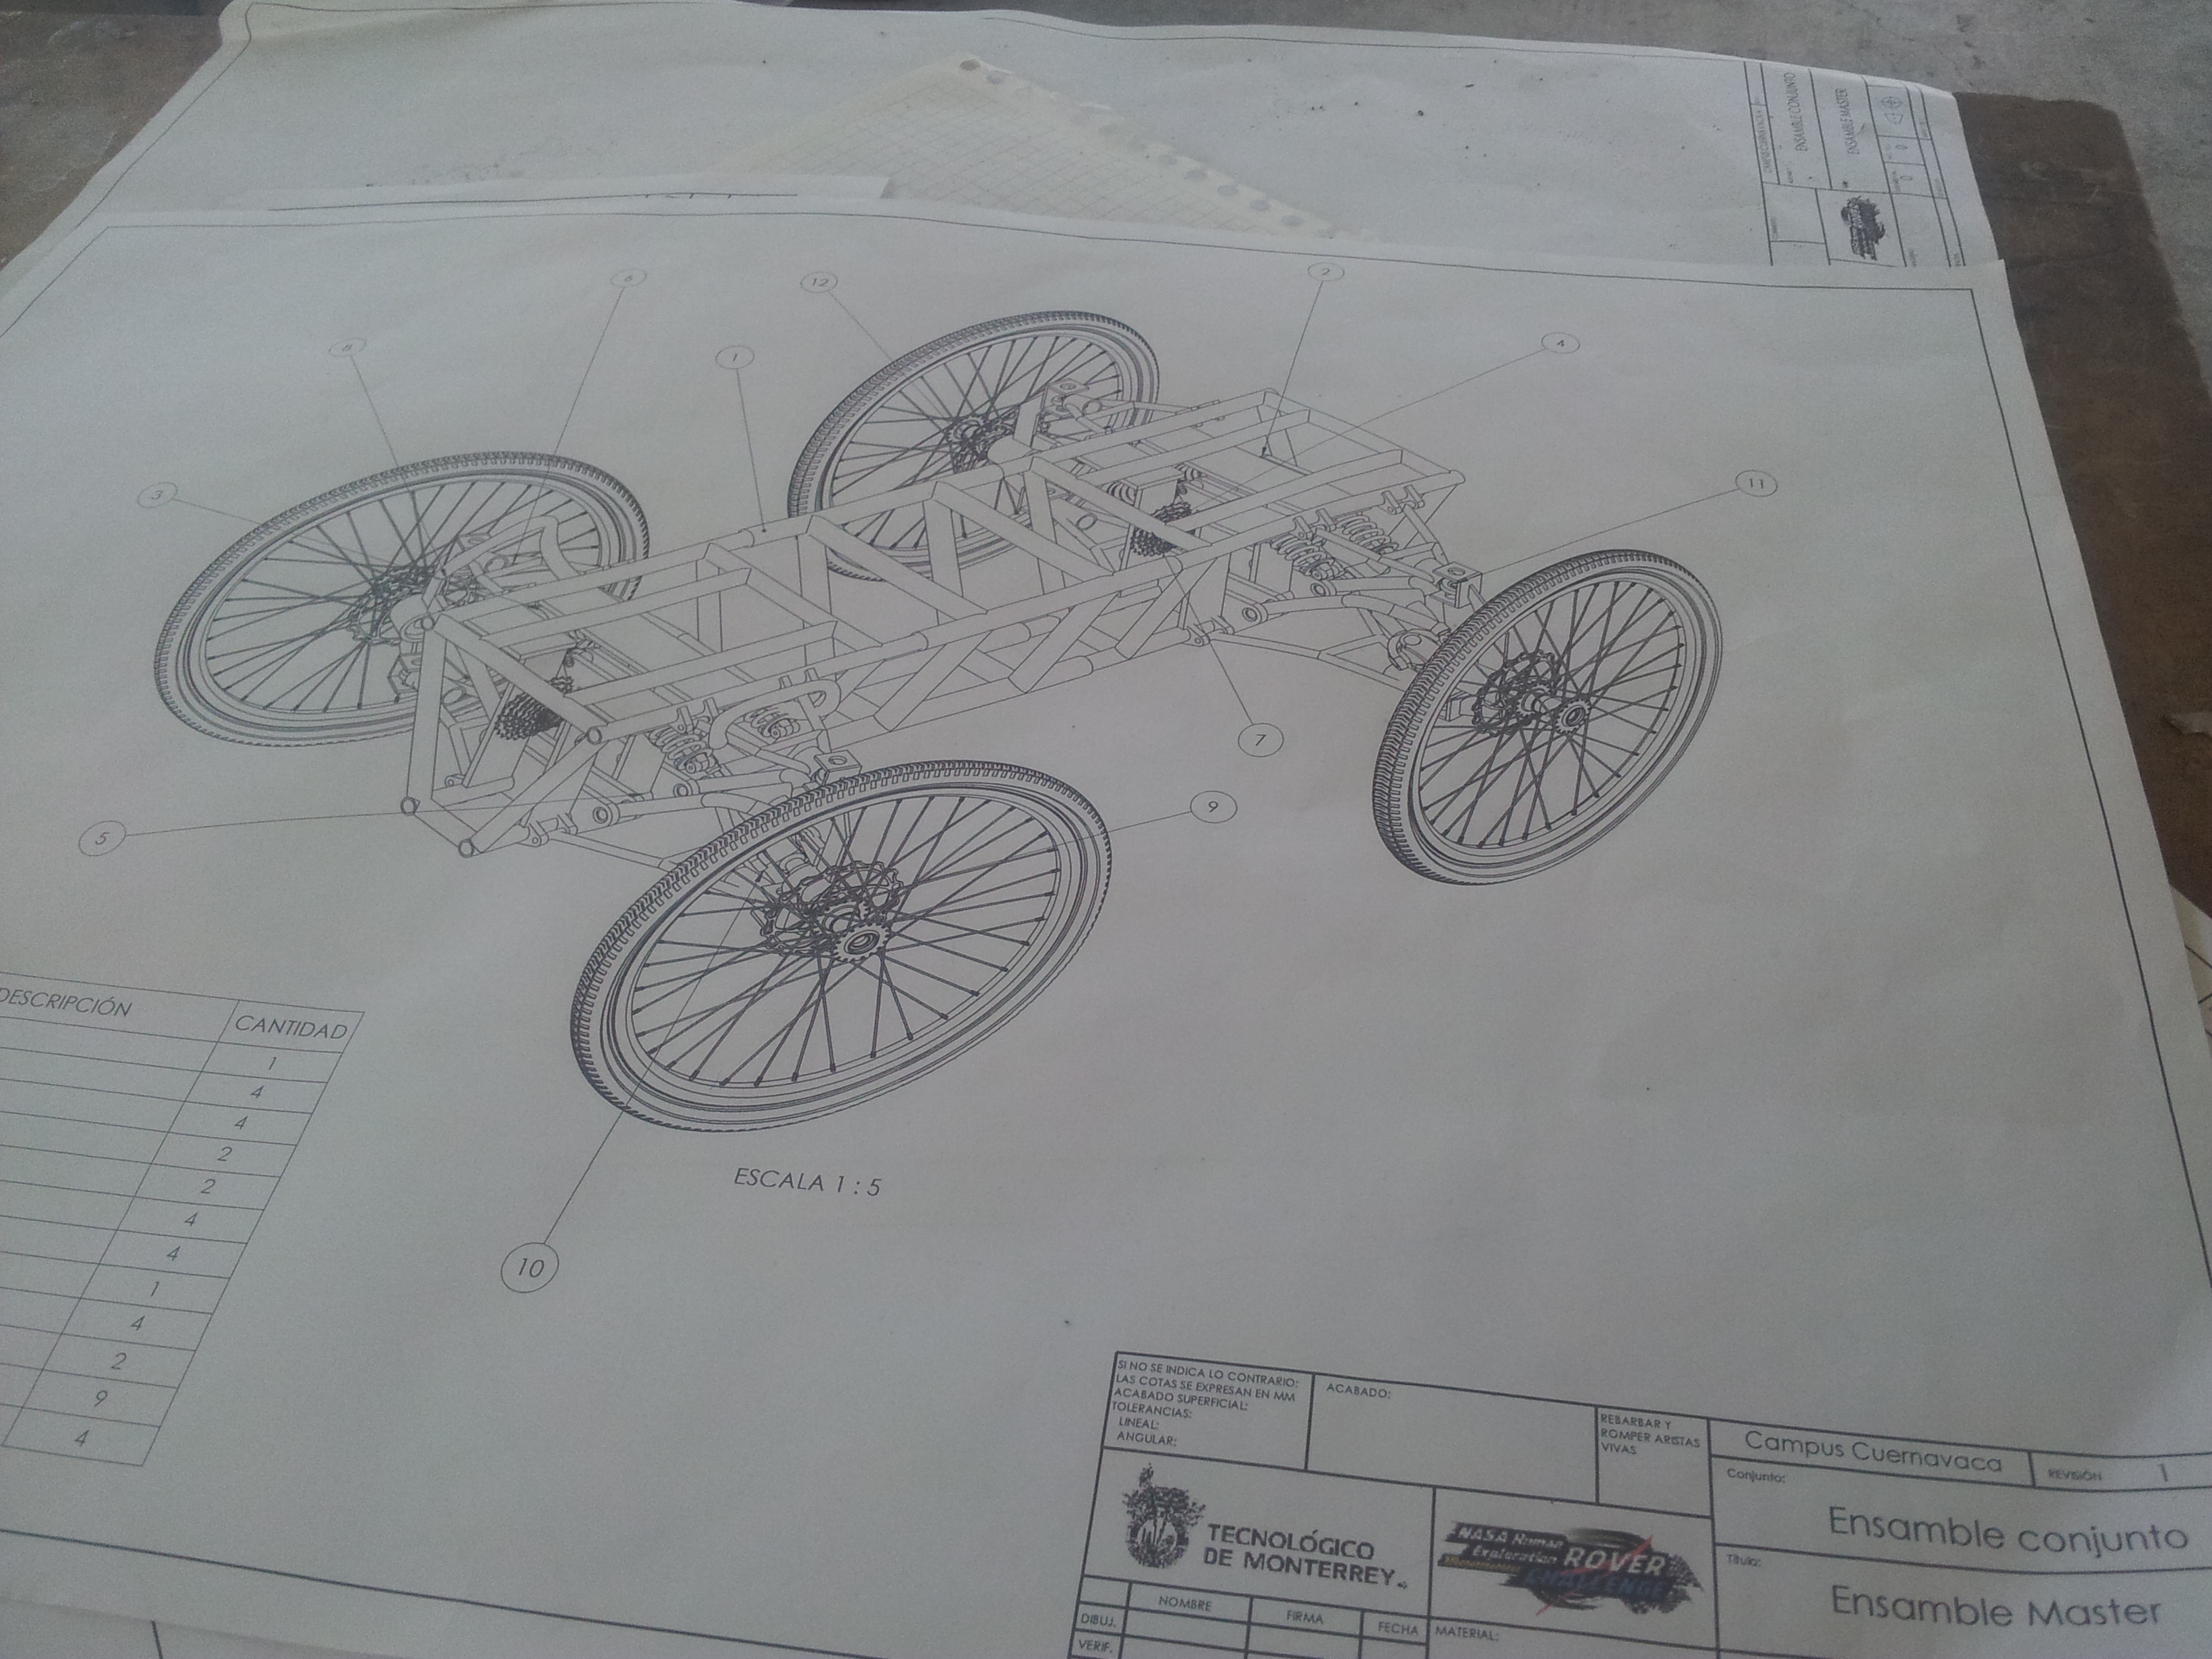 ENSAMBLE CONJUNTO
ENSAMBLE MASTER
0
0
6
12
2
8
1
4
3
11
5
9
7
10
ESCALA 1 : 5
DESCRIPCIÓN CANTIDAD
1
4
4
2
2
4
4
1
4
2
9
4
SI NO SE INDICA LO CONTRARIO:
LAS COTAS SE EXPRESAN EN MM
ACABADO SUPERFICIAL:
TOLERANCIAS:
LINEAL:
ANGULAR:
ACABADO:
REBARBAR Y
ROMPER ARISTAS
VIVAS
Campus Cuernavaca
REVISIÓN 1
Conjunto:
Ensamble conjunto
Título:
Ensamble Master
TECNOLÓGICO
DE MONTERREY
NASA Human
Exploration
ROVER
CHALLENGE
NOMBRE FIRMA FECHA
DIBUJ.
VERIF.
MATERIAL: